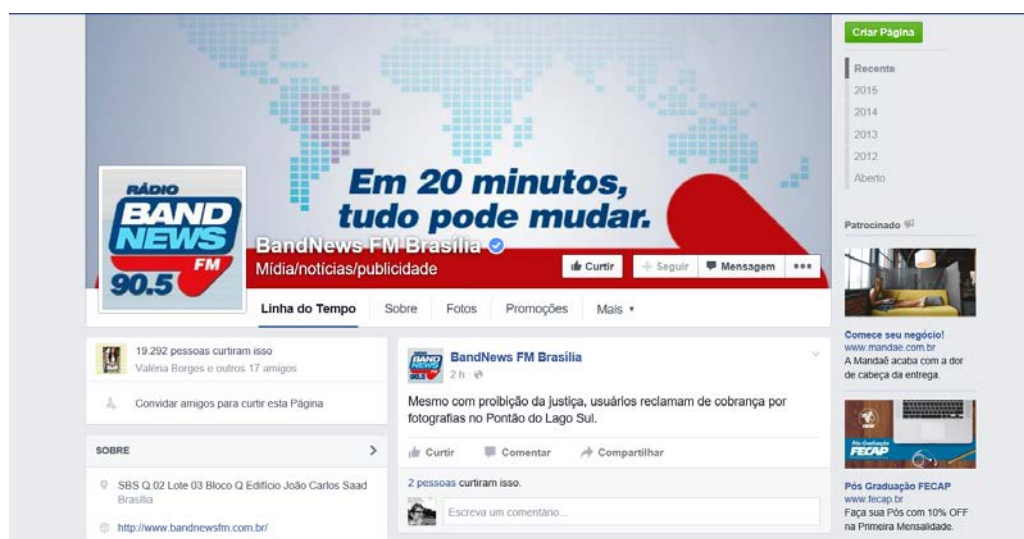 Em 20 minutos,
tudo pode mudar.
RÁDIO
BAND
NEWS
FM
90.5
BandNews FM Brasília
Mídia/notícias/publicidade
Curtir
Seguir
Mensagem
Linha do Tempo
Sobre
Fotos
Promoções
Mais
19.292 pessoas curtiram isso
Valéria Borges e outros 17 amigos
Convidar amigos para curtir esta Página
SOBRE
SBS Q.02 Lote 03 Bloco Q Edifício João Carlos Saad
Brasília
http://www.bandnewsfm.com.br/
BandNews FM Brasília
2 h
Mesmo com proibição da justiça, usuários reclamam de cobrança por
fotografias no Pontão do Lago Sul.
Curtir
Comentar
Compartilhar
2 pessoas curtiram isso.
Escreva um comentário...
Criar Página
Recente
2015
2014
2013
2012
Aberto
Patrocinado
Comece seu negócio!
www.mandae.com.br
A Mandaê acaba com a dor
de cabeça da entrega.
Pós-Graduação
FECAP
Pós Graduação FECAP
www.fecap.br
Faça sua Pós com 10% OFF
na Primeira Mensalidade.